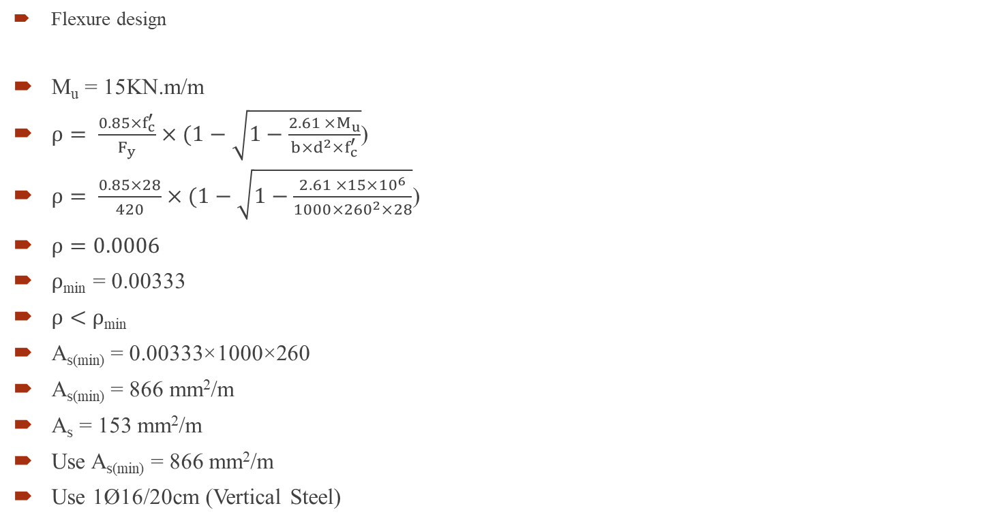 Flexure design
Mᵤ = 15KN.m/m
ρ = (0.85×f′c / Fy) × (1 − √(1 − (2.61 ×Mᵤ / b×d²×f′c)))
ρ = (0.85×28 / 420) × (1 − √(1 − (2.61 ×15×10⁶ / 1000×260²×28)))
ρ = 0.0006
ρmin = 0.00333
ρ < ρmin
As(min) = 0.00333×1000×260
As(min) = 866 mm²/m
As = 153 mm²/m
Use As(min) = 866 mm²/m
Use 1Ø16/20cm (Vertical Steel)